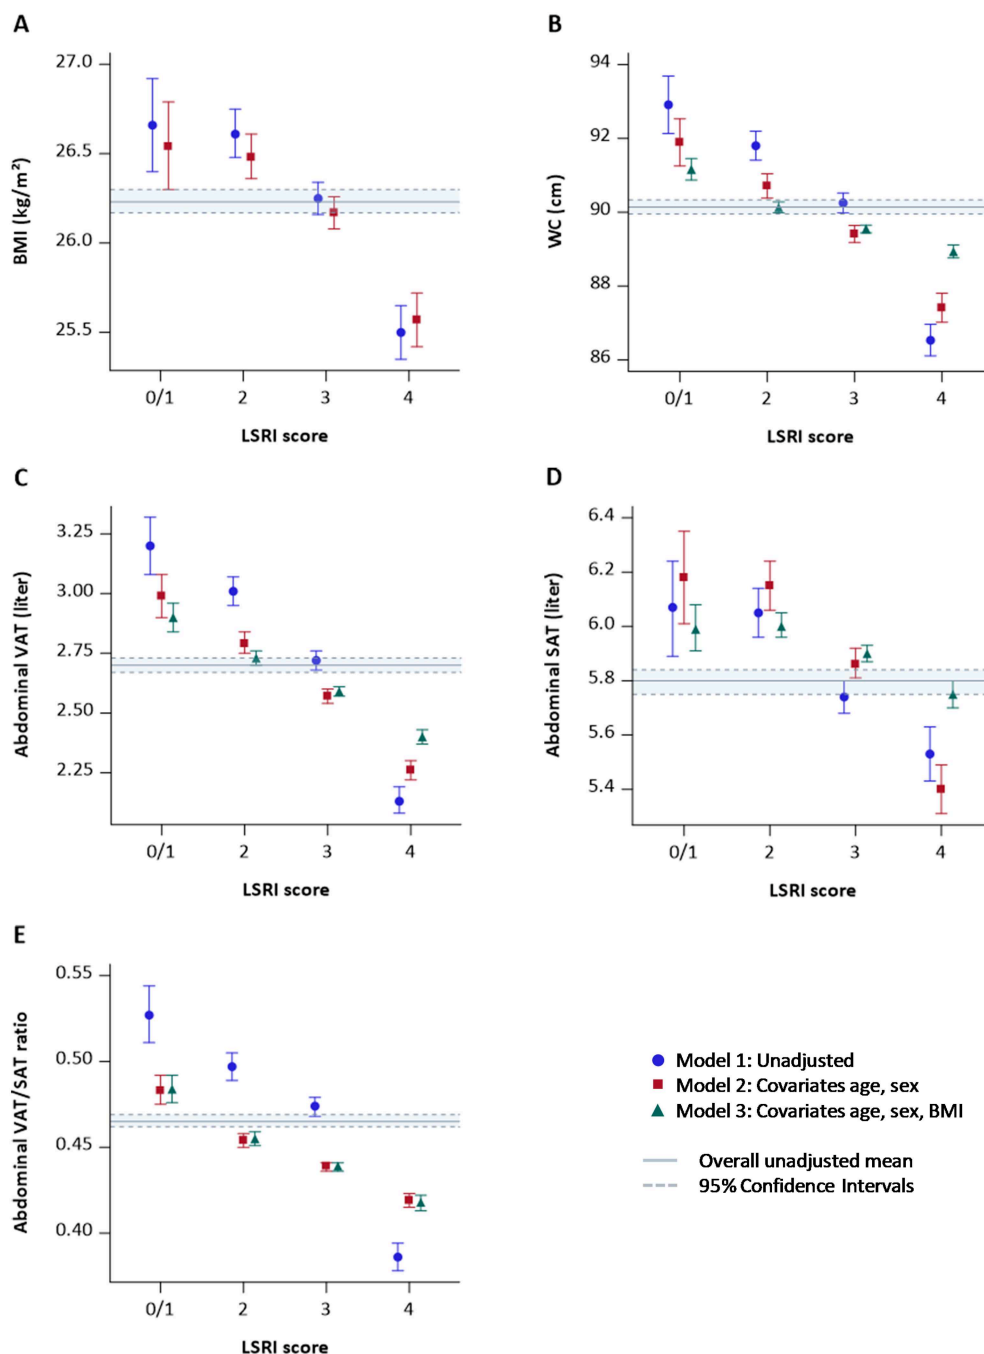 A
BMI (kg/m²)
27.0
26.5
26.0
25.5
0/1 2 3 4
LSRI score
B
WC (cm)
94
92
90
88
86
0/1 2 3 4
LSRI score
C
Abdominal VAT (liter)
3.25
3.00
2.75
2.50
2.25
0/1 2 3 4
LSRI score
D
Abdominal SAT (liter)
6.4
6.2
6.0
5.8
5.6
5.4
0/1 2 3 4
LSRI score
E
Abdominal VAT/SAT ratio
0.55
0.50
0.45
0.40
0/1 2 3 4
LSRI score
Model 1: Unadjusted
Model 2: Covariates age, sex
Model 3: Covariates age, sex, BMI
Overall unadjusted mean
95% Confidence Intervals